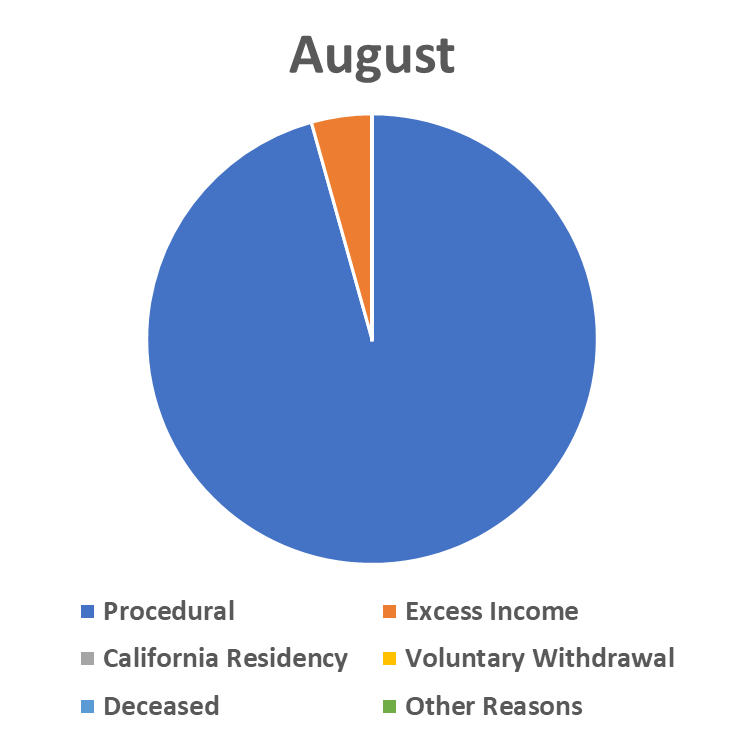 August
Procedural
Excess Income
California Residency
Voluntary Withdrawal
Deceased
Other Reasons